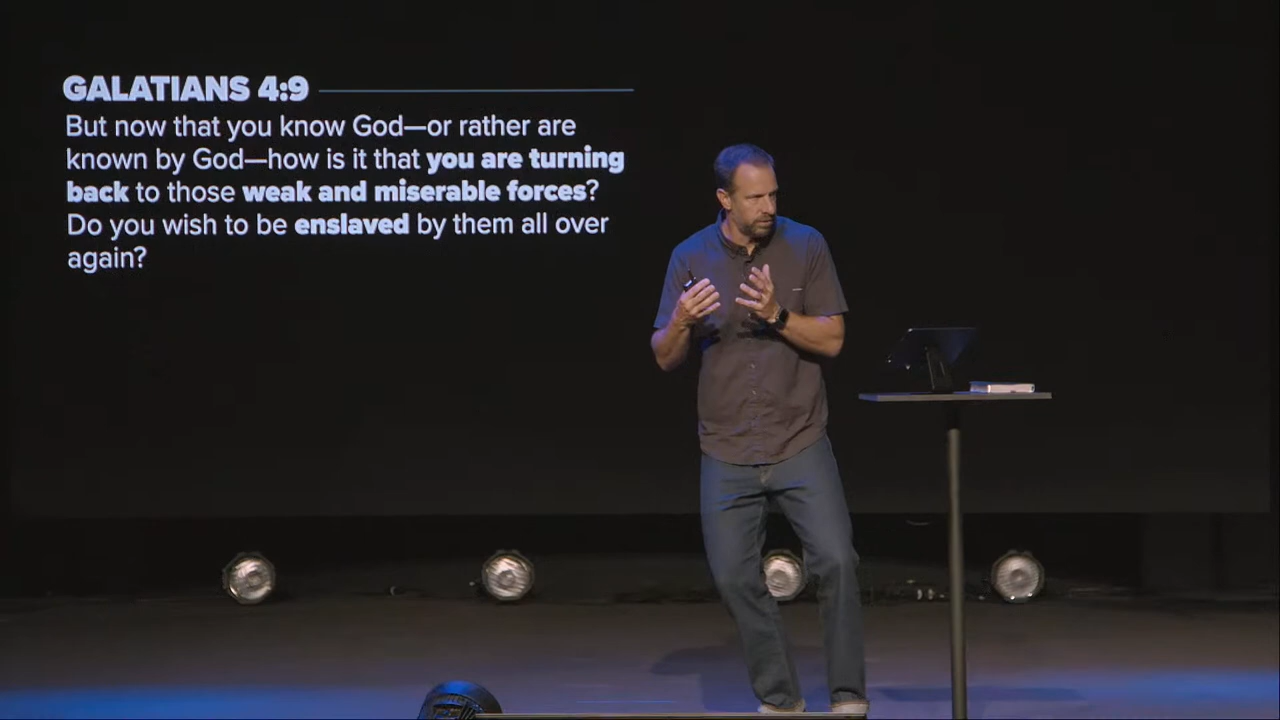 GALATIANS 4:9
But now that you know God—or rather are
known by God—how is it that you are turning
back to those weak and miserable forces?
Do you wish to be enslaved by them all over
again?